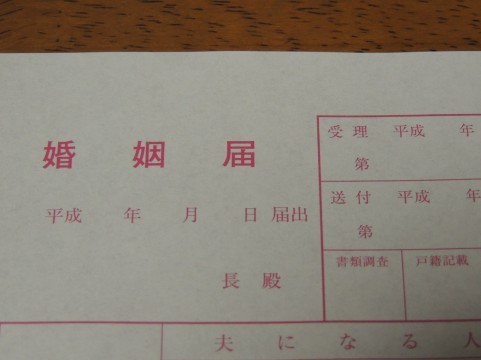 婚姻届
平成 年 月 日 届出
長 殿
受理 平成 年
第
送付 平成 年
第
書類調査 戸籍記載
夫になる人